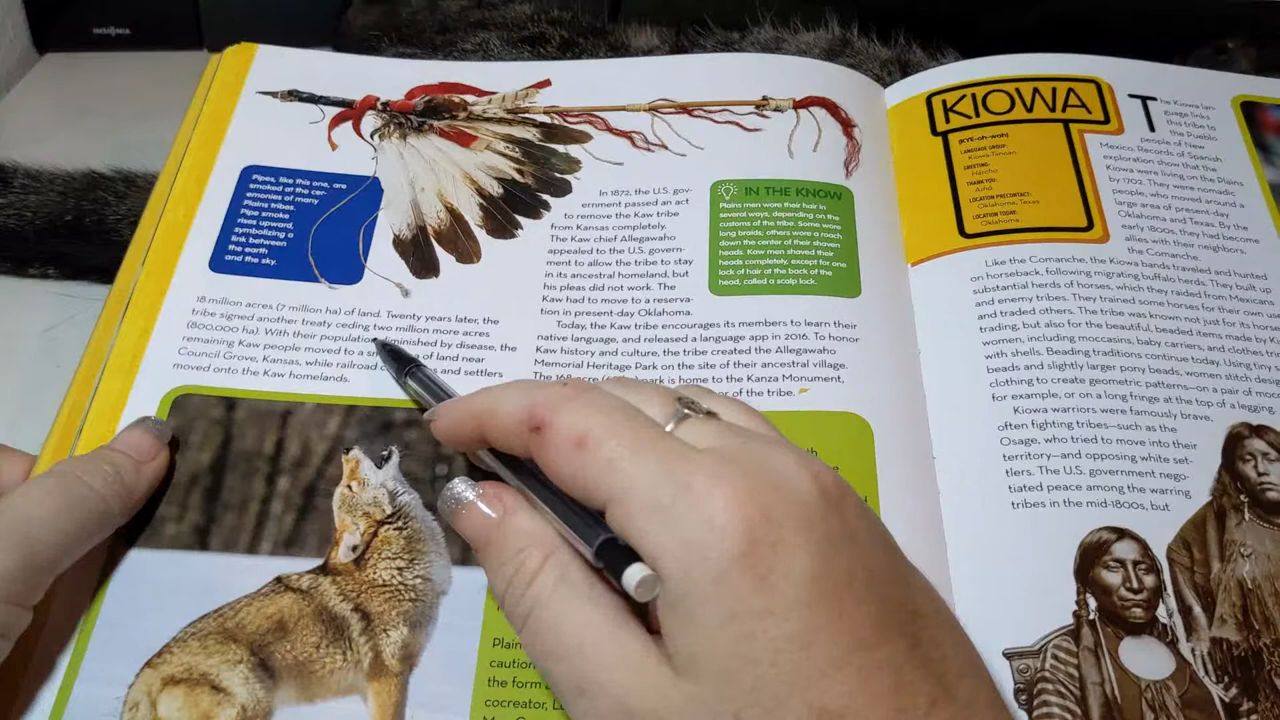 INSIGNIA
Pipes, like this one, are
smoked at the cer-
emonies of many
Plains tribes.
Pipe smoke
rises upward,
symbolizing a
link between
the earth
and the sky.
18 million acres (7 million ha) of land. Twenty years later, the
tribe signed another treaty ceding two million more acres
(800,000 ha). With their population diminished by disease, the
remaining Kaw people moved to a of land near
Council Grove, Kansas, while railroad and settlers
moved onto the Kaw homelands.
In 1872, the U.S. gov-
ernment passed an act
to remove the Kaw tribe
from Kansas completely.
The Kaw chief Allegawaho
appealed to the U.S. govern-
ment to allow the tribe to stay
in its ancestral homeland, but
his pleas did not work. The
Kaw had to move to a reserva-
tion in present-day Oklahoma.
Today, the Kaw tribe encourages its members to learn their
native language, and released a language app in 2016. To honor
Kaw history and culture, the tribe created the Allegawaho
Memorial Heritage Park on the site of their ancestral village.
The 168-acre park is home to the Kanza Monument,
of the tribe.
IN THE KNOW
Plains men wore their hair in
several ways, depending on the
customs of the tribe. Some wore
long braids; others wore a roach
down the center of their shaven
heads. Kaw men shaved their
heads completely, except for one
lock of hair at the back of the
head, called a scalp lock.
Plain
caution
the form
cocreator,
KIOWA
(KYE-oh-wah)
LANGUAGE GROUP:
Kiowa-Tanoan
GREETING:
Háacho
THANK YOU:
Aho
LOCATION PRECONTACT:
Oklahoma, Texas
LOCATION TODAY:
Oklahoma
The Kiowa lan-
guage links
this tribe to
the Pueblo
people of New
Mexico. Records of Spanish
exploration show that the
Kiowa were living on the Plains
by 1702. They were nomadic
people, who moved around a
large area of present-day
Oklahoma and Texas. By the
early 1800s, they had become
allies with their neighbors,
the Comanche.
Like the Comanche, the Kiowa bands traveled and hunted
on horseback, following migrating buffalo herds. They built up
substantial herds of horses, which they raided from Mexicans
and enemy tribes. They trained some horses for their own use
and traded others. The tribe was known not just for its horse
trading, but also for the beautiful, beaded items made by
women, including moccasins, baby carriers, and clothes
with shells. Beading traditions continue today. Using tiny
beads and slightly larger pony beads, women stitch
clothing to create geometric patterns—on a pair of
for example, or on a long fringe at the top of a legging.
Kiowa warriors were famously brave,
often fighting tribes—such as the
Osage, who tried to move into their
territory—and opposing white set-
tlers. The U.S. government nego-
tiated peace among the warring
tribes in the mid-1800s, but